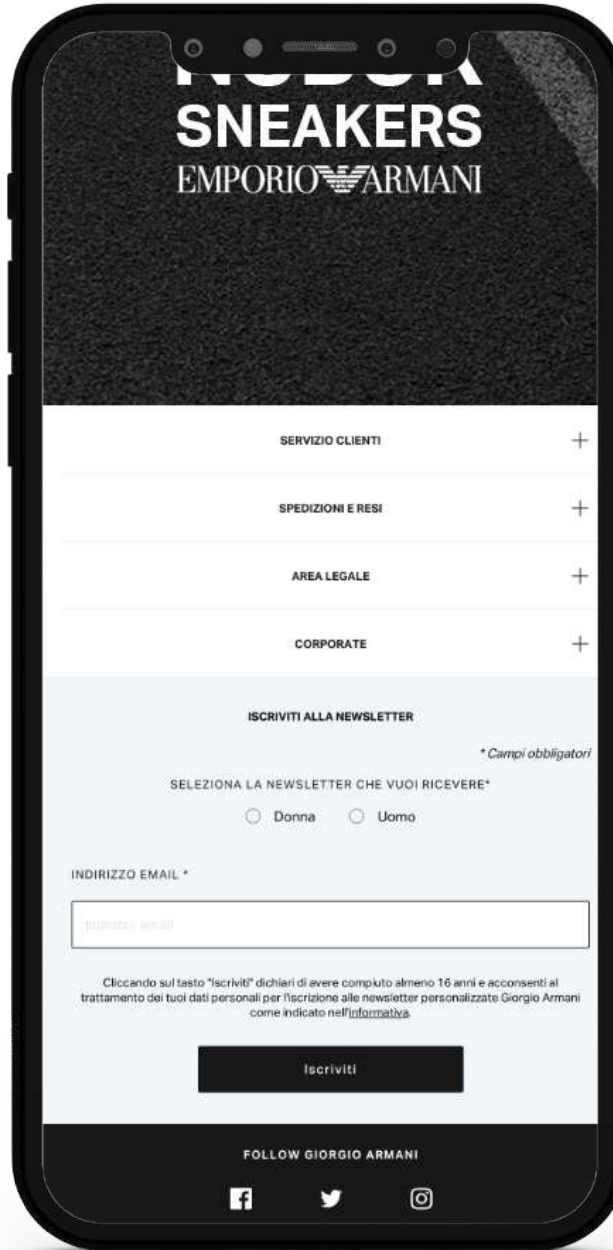 SNEAKERS
EMPORIO ARMANI
SERVIZIO CLIENTI
SPEDIZIONI E RESI
AREA LEGALE
CORPORATE
ISCRIVITI ALLA NEWSLETTER
* Campi obbligatori
SELEZIONA LA NEWSLETTER CHE VUOI RICEVERE*
Donna Uomo
INDIRIZZO EMAIL *
Indirizzo email
Cliccando sul tasto "Iscriviti" dichiari di avere compiuto almeno 16 anni e acconsenti al
trattamento dei tuoi dati personali per l'iscrizione alle newsletter personalizzate Giorgio Armani
come indicato nell'informativa.
Iscriviti
FOLLOW GIORGIO ARMANI